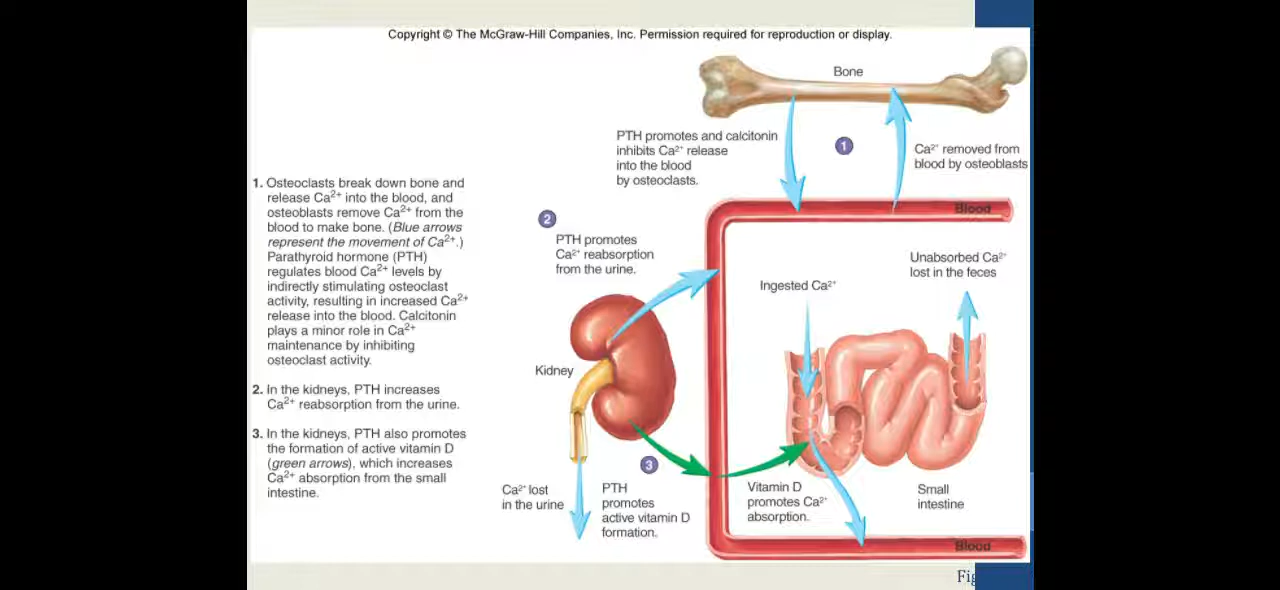 Copyright © The McGraw-Hill Companies, Inc. Permission required for reproduction or display.
Bone
PTH promotes and calcitonin
inhibits Ca²⁺ release
into the blood
by osteoclasts.
1
Ca²⁺ removed from
blood by osteoblasts
Blood
1. Osteoclasts break down bone and
release Ca²⁺ into the blood, and
osteoblasts remove Ca²⁺ from the
blood to make bone. (Blue arrows
represent the movement of Ca²⁺.)
Parathyroid hormone (PTH)
regulates blood Ca²⁺ levels by
indirectly stimulating osteoclast
activity, resulting in increased Ca²⁺
release into the blood. Calcitonin
plays a minor role in Ca²⁺
maintenance by inhibiting
osteoclast activity.
2. In the kidneys, PTH increases
Ca²⁺ reabsorption from the urine.
3. In the kidneys, PTH also promotes
the formation of active vitamin D
(green arrows), which increases
Ca²⁺ absorption from the small
intestine.
2
PTH promotes
Ca²⁺ reabsorption
from the urine.
Kidney
Ingested Ca²⁺
Unabsorbed Ca²⁺
lost in the feces
3
Ca²⁺ lost
in the urine
PTH
promotes
active vitamin D
formation.
Vitamin D
promotes Ca²⁺
absorption.
Small
intestine
Blood
Fig